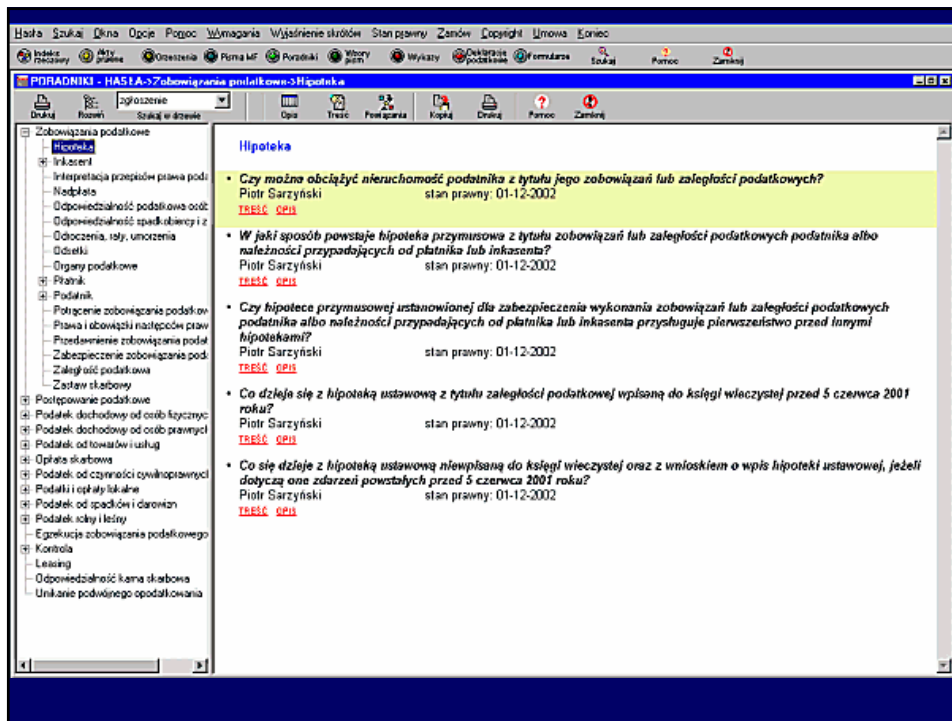 Hasła Szukaj Okna Opcje Pomoc Wymagania Wyjaśnienie skrótów Stan prawny Zamów Copyright Umowa Koniec
Indeks rzeczowy Akty prawne Orzeszenia Pisma MF Poradniki Wzory pism Wykazy Deklaracje podatkowe Formularze Szukaj Pomoc Zamknij
PORADNIKI - HASŁA->Zobowiązania podatkowe->Hipoteka
zgłoszenie
Drukuj Rozwiń Szukaj w drzewie Opis Treść Powiązania Kopiuj Drukuj Pomoc Zamknij
Zobowiązania podatkowe
Hipoteka
Inkasent
Interpretacja przepisów prawa poda
Nadpłata
Odpowiedzialność podatkowa osób
Odpowiedzialność spadkobiercy i z
Odroczenia, raty, umorzenia
Odsetki
Organy podatkowe
Płatnik
Podatnik
Potrącenie zobowiązania podatkow
Prawa i obowiązki następców praw
Przedawnienie zobowiązania podat
Zabezpieczenie zobowiązania poda
Zaległość podatkowa
Zastaw skarbowy
Postępowanie podatkowe
Podatek dochodowy od osób fizycznyc
Podatek dochodowy od osób prawnych
Podatek od towarów i usług
Opłata skarbowa
Podatek od czynności cywilnoprawnych
Podatki i opłaty lokalne
Podatek od spadków i darowizn
Podatek rolny i leśny
Egzekucja zobowiązania podatkowego
Kontrola
Leasing
Odpowiedzialność karna skarbowa
Unikanie podwójnego opodatkowania
Hipoteka
• Czy można obciążyć nieruchomość podatnika z tytułu jego zobowiązań lub zaległości podatkowych?
Piotr Sarzyński stan prawny: 01-12-2002
TREŚĆ OPIS
• W jaki sposób powstaje hipoteka przymusowa z tytułu zobowiązań lub zaległości podatkowych podatnika albo
należności przypadających od płatnika lub inkasenta?
Piotr Sarzyński stan prawny: 01-12-2002
TREŚĆ OPIS
• Czy hipotece przymusowej ustanowionej dla zabezpieczenia wykonania zobowiązań lub zaległości podatkowych
podatnika albo należności przypadających od płatnika lub inkasenta przysługuje pierwszeństwo przed innymi
hipotekami?
Piotr Sarzyński stan prawny: 01-12-2002
TREŚĆ OPIS
• Co dzieje się z hipoteką ustawową z tytułu zaległości podatkowej wpisaną do księgi wieczystej przed 5 czerwca 2001
roku?
Piotr Sarzyński stan prawny: 01-12-2002
TREŚĆ OPIS
• Co się dzieje z hipoteką ustawową niewpisaną do księgi wieczystej oraz z wnioskiem o wpis hipoteki ustawowej, jeżeli
dotyczą one zdarzeń powstałych przed 5 czerwca 2001 roku?
Piotr Sarzyński stan prawny: 01-12-2002
TREŚĆ OPIS